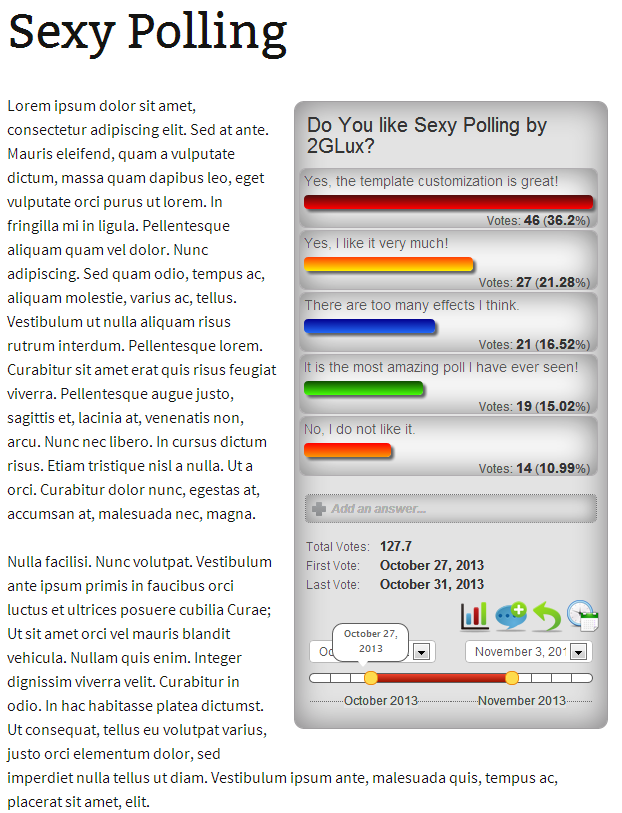 Sexy Polling
Lorem ipsum dolor sit amet,
consectetur adipiscing elit. Sed at ante.
Mauris eleifend, quam a vulputate
dictum, massa quam dapibus leo, eget
vulputate orci purus ut lorem. In
fringilla mi in ligula. Pellentesque
aliquam quam vel dolor. Nunc
adipiscing. Sed quam odio, tempus ac,
aliquam molestie, varius ac, tellus.
Vestibulum ut nulla aliquam risus
rutrum interdum. Pellentesque lorem.
Curabitur sit amet erat quis risus feugiat
viverra. Pellentesque augue justo,
sagittis et, lacinia at, venenatis non,
arcu. Nunc nec libero. In cursus dictum
risus. Etiam tristique nisl a nulla. Ut a
orci. Curabitur dolor nunc, egestas at,
accumsan at, malesuada nec, magna.
Nulla facilisi. Nunc volutpat. Vestibulum
ante ipsum primis in faucibus orci
luctus et ultrices posuere cubilia Curae;
Ut sit amet orci vel mauris blandit
vehicula. Nullam quis enim. Integer
dignissim viverra velit. Curabitur in
odio. In hac habitasse platea dictumst.
Ut consequat, tellus eu volutpat varius,
justo orci elementum dolor, sed
imperdiet nulla tellus ut diam. Vestibulum ipsum ante, malesuada quis, tempus ac,
placerat sit amet, elit.
Do You like Sexy Polling by
2GLux?
Yes, the template customization is great!
Votes: 46 (36.2%)
Yes, I like it very much!
Votes: 27 (21.28%)
There are too many effects I think.
Votes: 21 (16.52%)
It is the most amazing poll I have ever seen!
Votes: 19 (15.02%)
No, I do not like it.
Votes: 14 (10.99%)
Add an answer...
Total Votes: 127.7
First Vote: October 27, 2013
Last Vote: October 31, 2013
October 27,
2013
November 3, 201
October 2013 November 2013